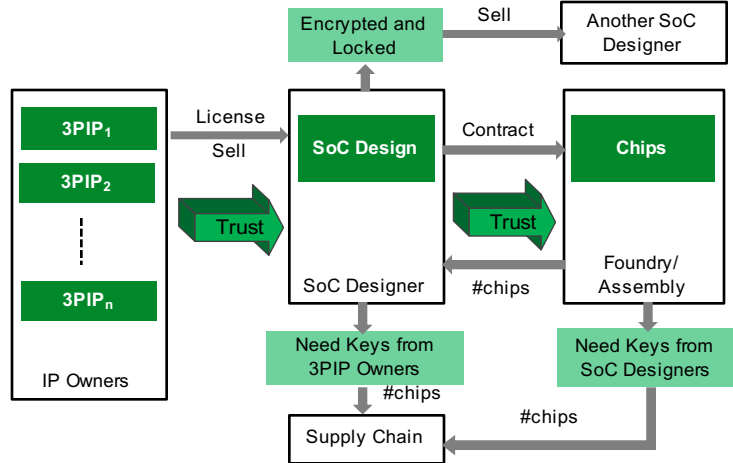 Encrypted and
Locked
Sell
Another SoC
Designer
3PIP₁
3PIP₂
3PIPₙ
IP Owners
License
Sell
Trust
SoC Design
SoC Designer
Contract
Trust
#chips
Chips
Foundry/
Assembly
Need Keys from
3PIP Owners
#chips
Supply Chain
Need Keys from
SoC Designers
#chips